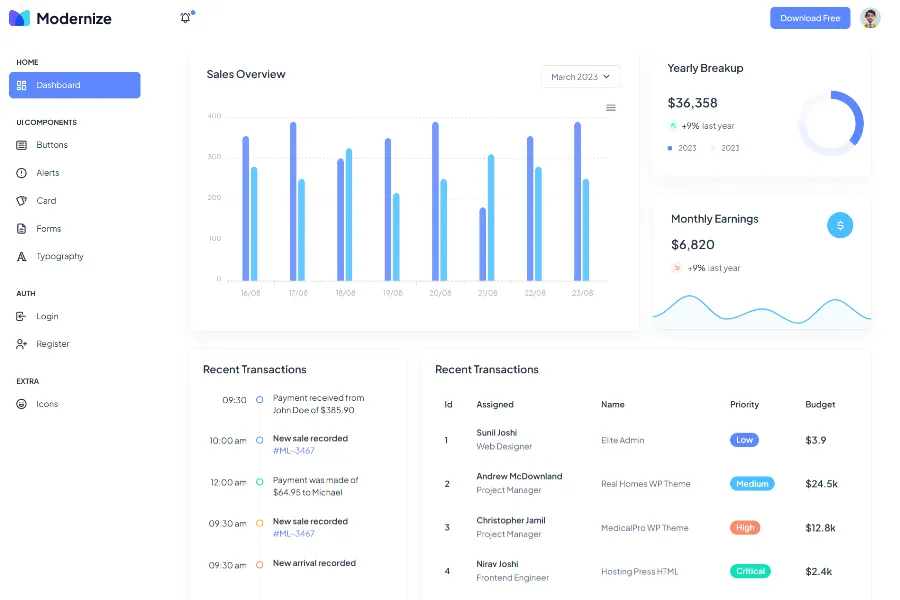 Modernize
Download Free
HOME
Dashboard
UI COMPONENTS
Buttons
Alerts
Card
Forms
Typography
AUTH
Login
Register
EXTRA
Icons
Sales Overview
March 2023
400
300
200
100
0
16/08 17/08 18/08 19/08 20/08 21/08 22/08 23/08
Yearly Breakup
$36,358
+9% last year
2023 2023
Monthly Earnings
$
$6,820
+9% last year
Recent Transactions
09:30 Payment received from
John Doe of $385.90
10:00 am New sale recorded
#ML-3467
12:00 am Payment was made of
$64.95 to Michael
09:30 am New sale recorded
#ML-3467
09:30 am New arrival recorded
Recent Transactions
Id Assigned Name Priority Budget
1 Sunil Joshi
Web Designer Elite Admin Low $3.9
2 Andrew McDownland
Project Manager Real Homes WP Theme Medium $24.5k
3 Christopher Jamil
Project Manager MedicalPro WP Theme High $12.8k
4 Nirav Joshi
Frontend Engineer Hosting Press HTML Critical $2.4k